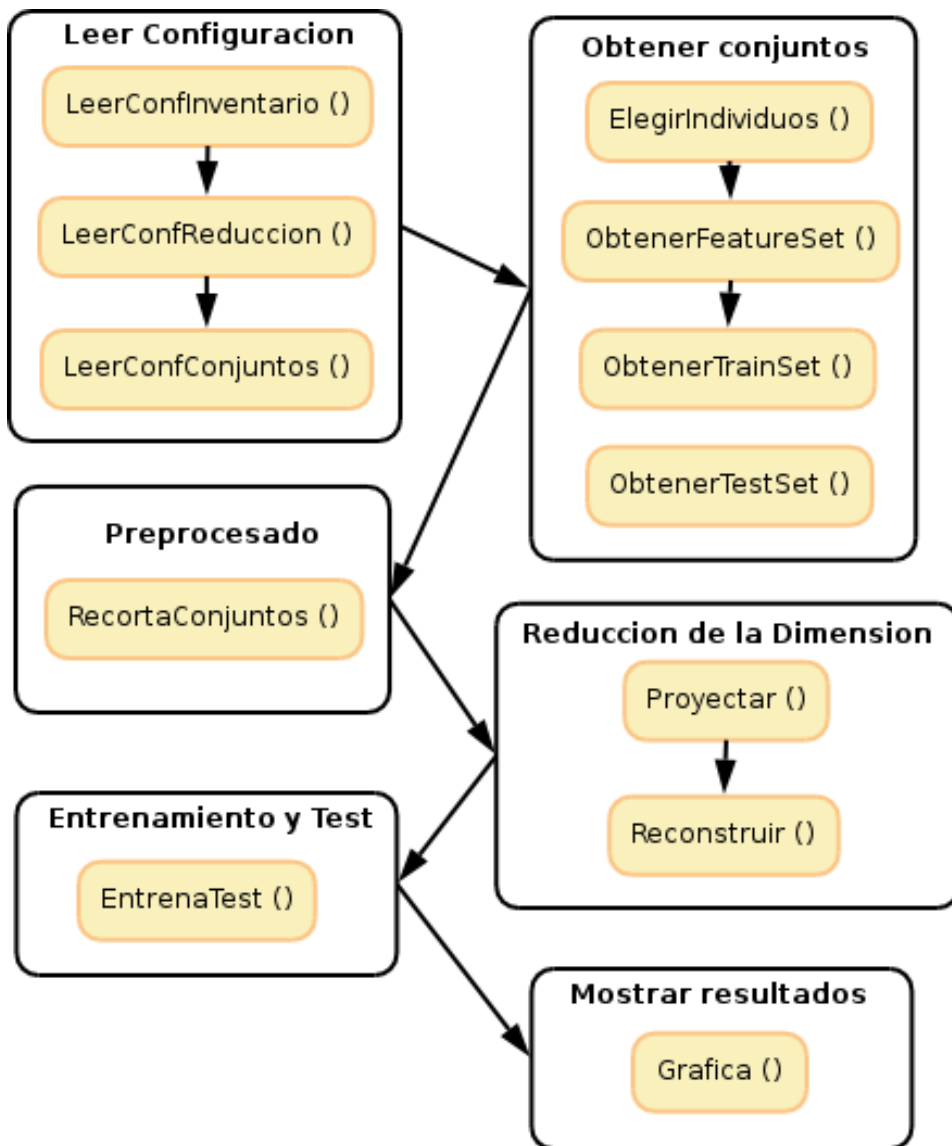 Leer Configuracion
LeerConfInventario ()
LeerConfReduccion ()
LeerConfConjuntos ()
Obtener conjuntos
ElegirIndividuos ()
ObtenerFeatureSet ()
ObtenerTrainSet ()
ObtenerTestSet ()
Preprocesado
RecortaConjuntos ()
Reduccion de la Dimension
Proyectar ()
Reconstruir ()
Entrenamiento y Test
EntrenaTest ()
Mostrar resultados
Grafica ()